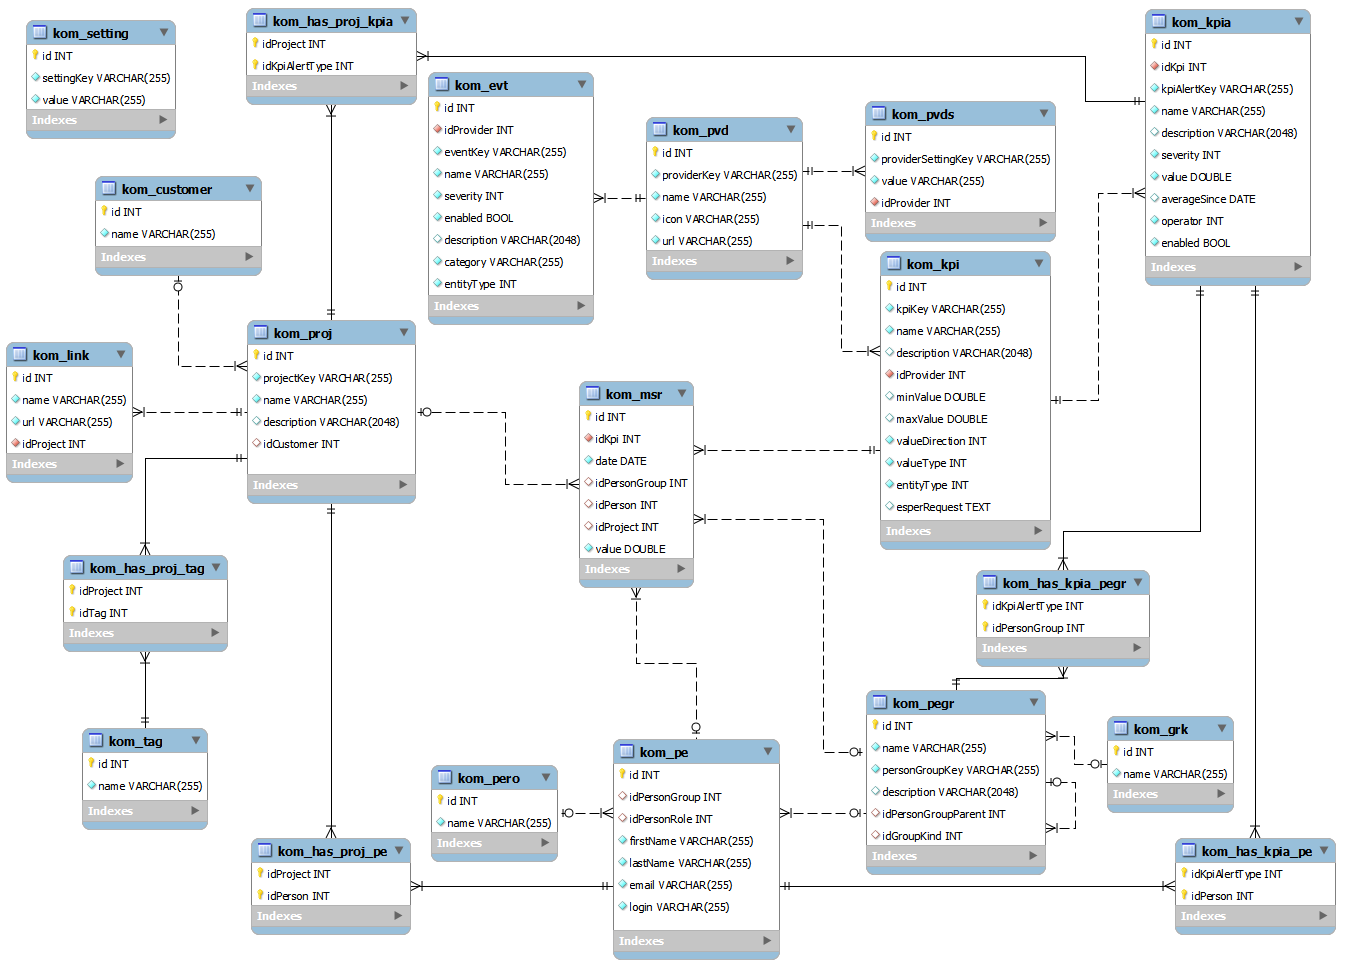 kom_setting
id INT
settingKey VARCHAR(255)
value VARCHAR(255)
Indexes
kom_has_proj_kpia
idProject INT
idKpiAlertType INT
Indexes
kom_evt
id INT
idProvider INT
eventKey VARCHAR(255)
name VARCHAR(255)
severity INT
enabled BOOL
description VARCHAR(2048)
category VARCHAR(255)
entityType INT
Indexes
kom_pvd
id INT
providerKey VARCHAR(255)
name VARCHAR(255)
icon VARCHAR(255)
url VARCHAR(255)
Indexes
kom_pvds
id INT
providerSettingKey VARCHAR(255)
value VARCHAR(255)
idProvider INT
Indexes
kom_kpia
id INT
idKpi INT
kpiAlertKey VARCHAR(255)
name VARCHAR(255)
description VARCHAR(2048)
severity INT
value DOUBLE
averageSince DATE
operator INT
enabled BOOL
Indexes
kom_customer
id INT
name VARCHAR(255)
Indexes
kom_kpi
id INT
kpiKey VARCHAR(255)
name VARCHAR(255)
description VARCHAR(2048)
idProvider INT
minValue DOUBLE
maxValue DOUBLE
valueDirection INT
valueType INT
entityType INT
esperRequest TEXT
Indexes
kom_link
id INT
name VARCHAR(255)
url VARCHAR(255)
idProject INT
Indexes
kom_proj
id INT
projectKey VARCHAR(255)
name VARCHAR(255)
description VARCHAR(2048)
idCustomer INT
Indexes
kom_msr
id INT
idKpi INT
date DATE
idPersonGroup INT
idPerson INT
idProject INT
value DOUBLE
Indexes
kom_has_proj_tag
idProject INT
idTag INT
Indexes
kom_has_kpia_pegr
idKpiAlertType INT
idPersonGroup INT
Indexes
kom_tag
id INT
name VARCHAR(255)
Indexes
kom_pero
id INT
name VARCHAR(255)
Indexes
kom_pe
id INT
idPersonGroup INT
idPersonRole INT
firstName VARCHAR(255)
lastName VARCHAR(255)
email VARCHAR(255)
login VARCHAR(255)
Indexes
kom_pegr
id INT
name VARCHAR(255)
personGroupKey VARCHAR(255)
description VARCHAR(2048)
idPersonGroupParent INT
idGroupKind INT
Indexes
kom_grk
id INT
name VARCHAR(255)
Indexes
kom_has_proj_pe
idProject INT
idPerson INT
Indexes
kom_has_kpia_pe
idKpiAlertType INT
idPerson INT
Indexes